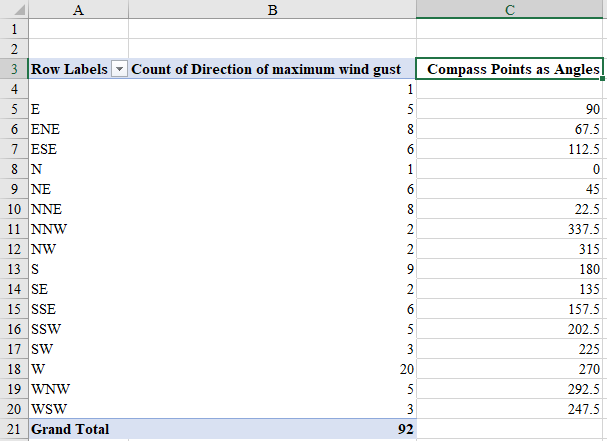 A B C
1
2
3 Row Labels Count of Direction of maximum wind gust Compass Points as Angles
4 1
5 E 5 90
6 ENE 8 67.5
7 ESE 6 112.5
8 N 1 0
9 NE 6 45
10 NNE 8 22.5
11 NNW 2 337.5
12 NW 2 315
13 S 9 180
14 SE 2 135
15 SSE 6 157.5
16 SSW 5 202.5
17 SW 3 225
18 W 20 270
19 WNW 5 292.5
20 WSW 3 247.5
21 Grand Total 92